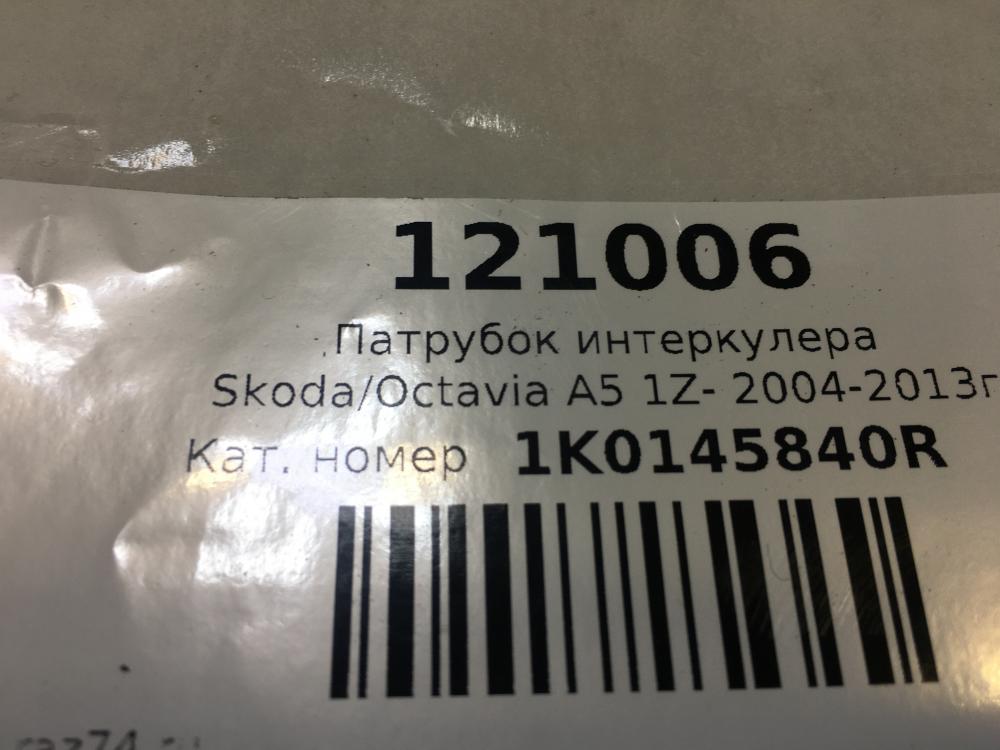 121006
Патрубок интеркулера
Skoda/Octavia A5 1Z- 2004-2013г
Кат. номер 1K0145840R